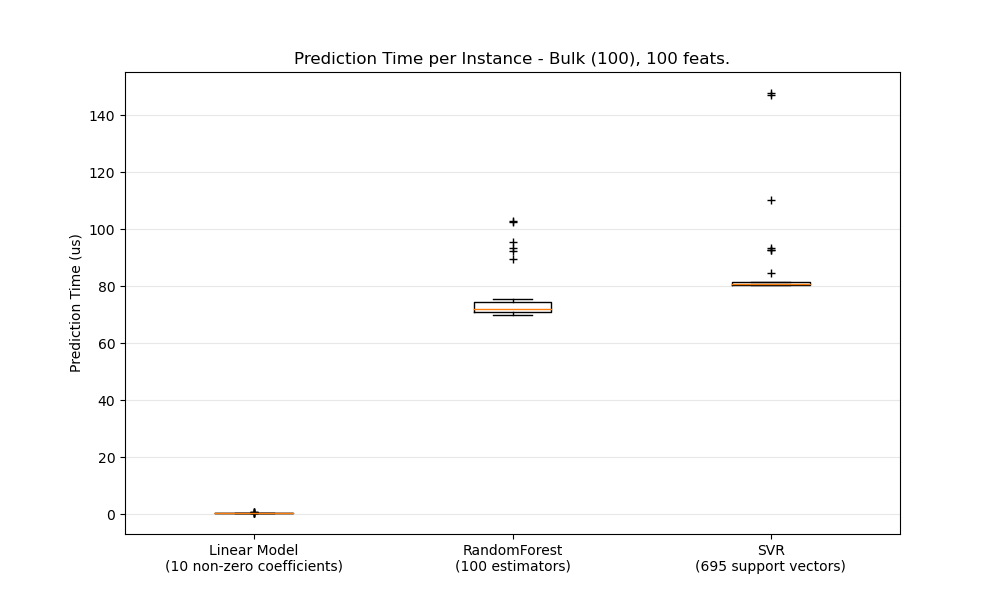 Prediction Time per Instance - Bulk (100), 100 feats.
Prediction Time (us)
140
120
100
80
60
40
20
0
Linear Model
(10 non-zero coefficients)
RandomForest
(100 estimators)
SVR
(695 support vectors)